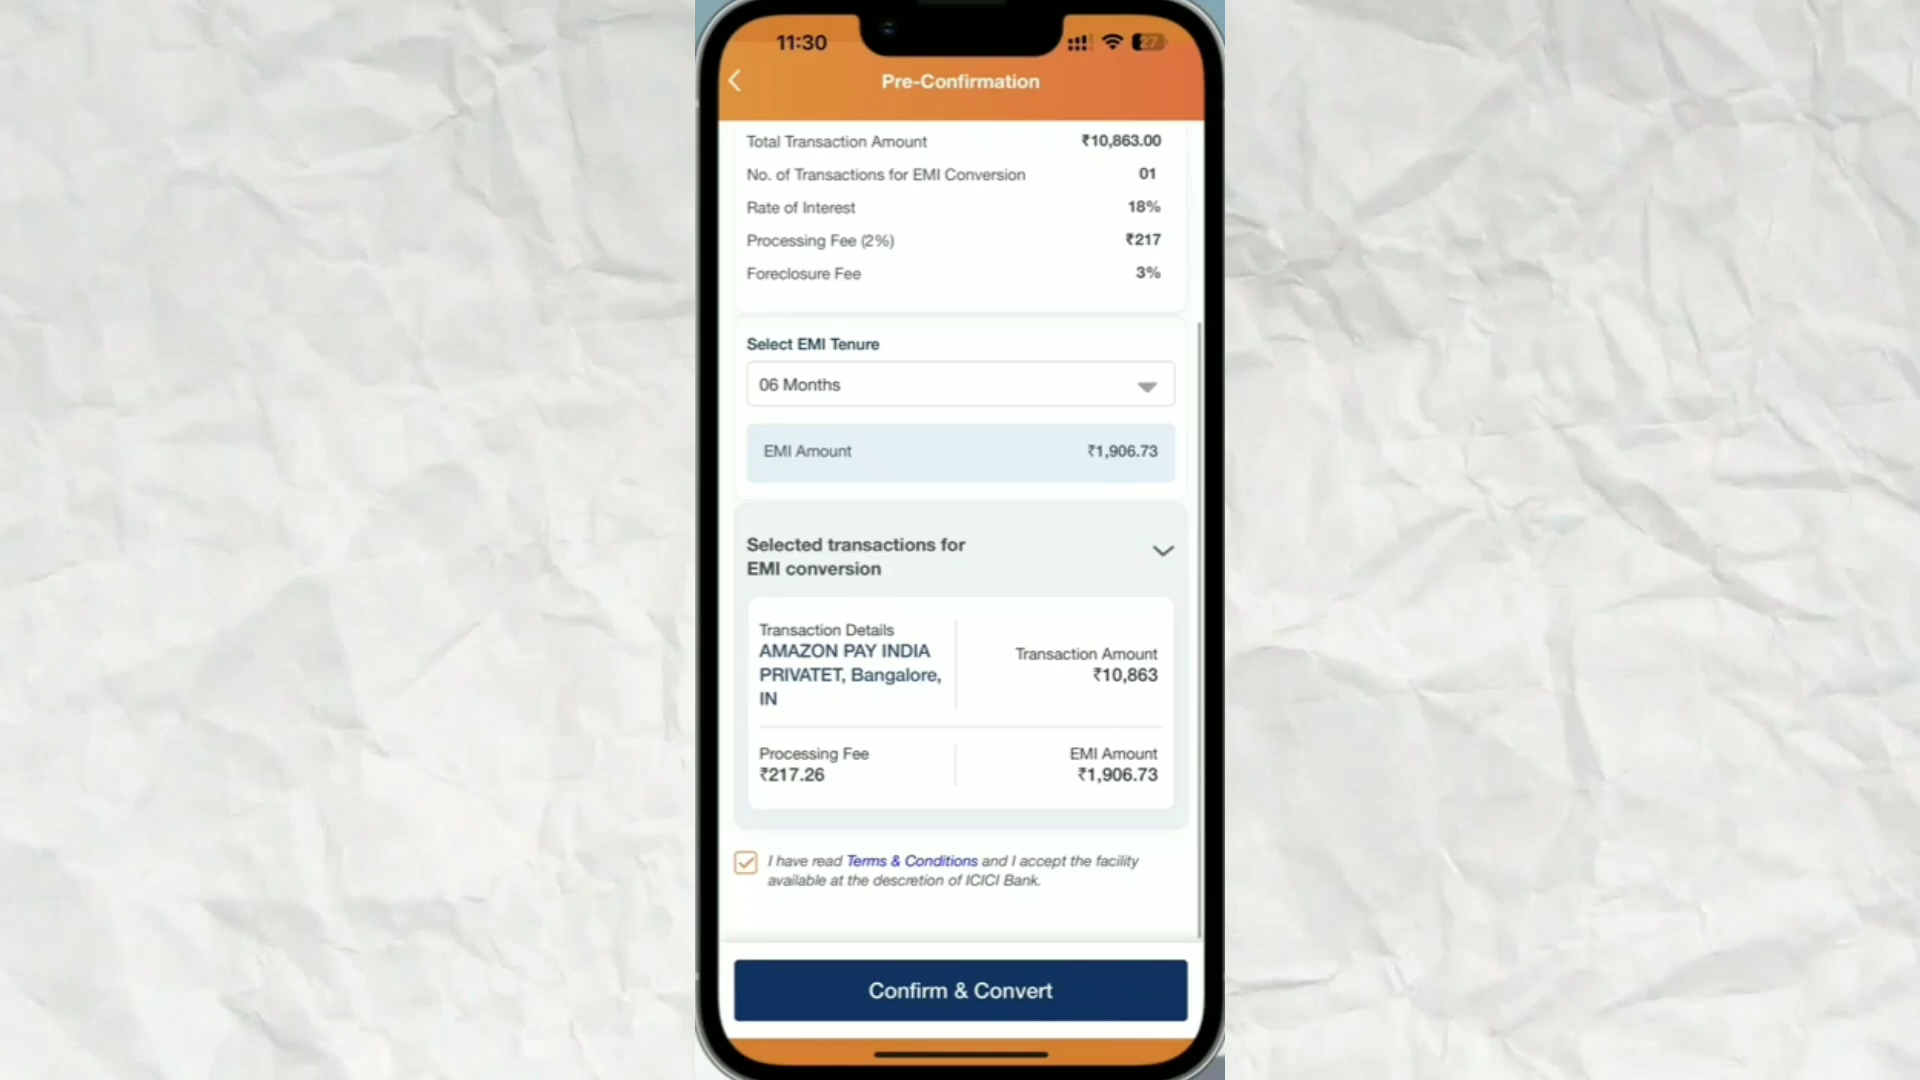 11:30
27
Pre-Confirmation
Total Transaction Amount ₹10,863.00
No. of Transactions for EMI Conversion 01
Rate of Interest 18%
Processing Fee (2%) ₹217
Foreclosure Fee 3%
Select EMI Tenure
06 Months
EMI Amount ₹1,906.73
Selected transactions for
EMI conversion
Transaction Details
AMAZON PAY INDIA
PRIVATET, Bangalore,
IN
Transaction Amount
₹10,863
Processing Fee
₹217.26
EMI Amount
₹1,906.73
I have read Terms & Conditions and I accept the facility
available at the descretion of ICICI Bank.
Confirm & Convert